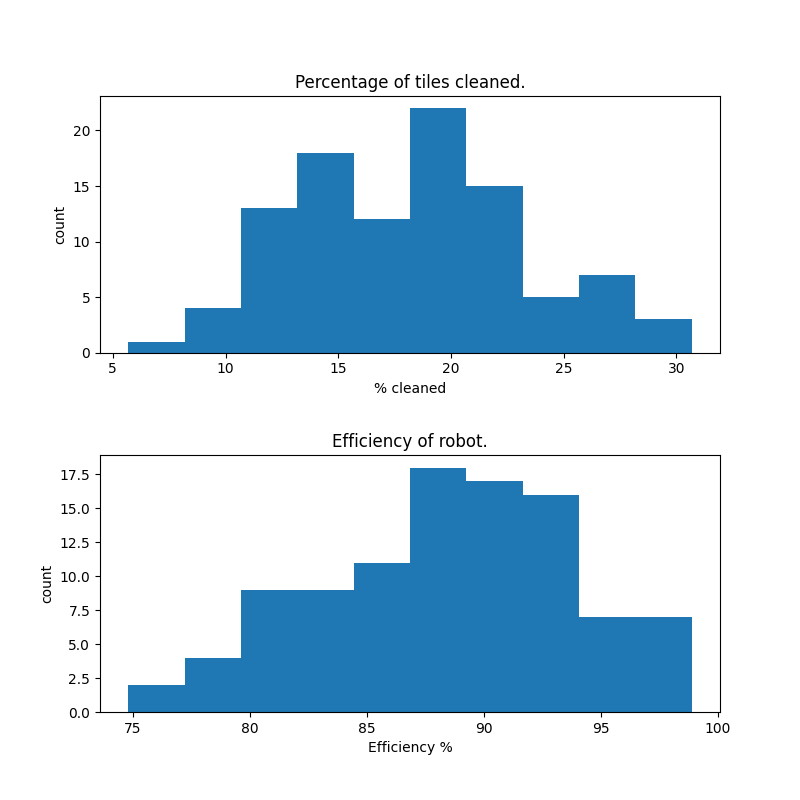 Percentage of tiles cleaned.
20
15
10
5
0
count
5 10 15 20 25 30
% cleaned
Efficiency of robot.
17.5
15.0
12.5
10.0
7.5
5.0
2.5
0.0
count
75 80 85 90 95 100
Efficiency %